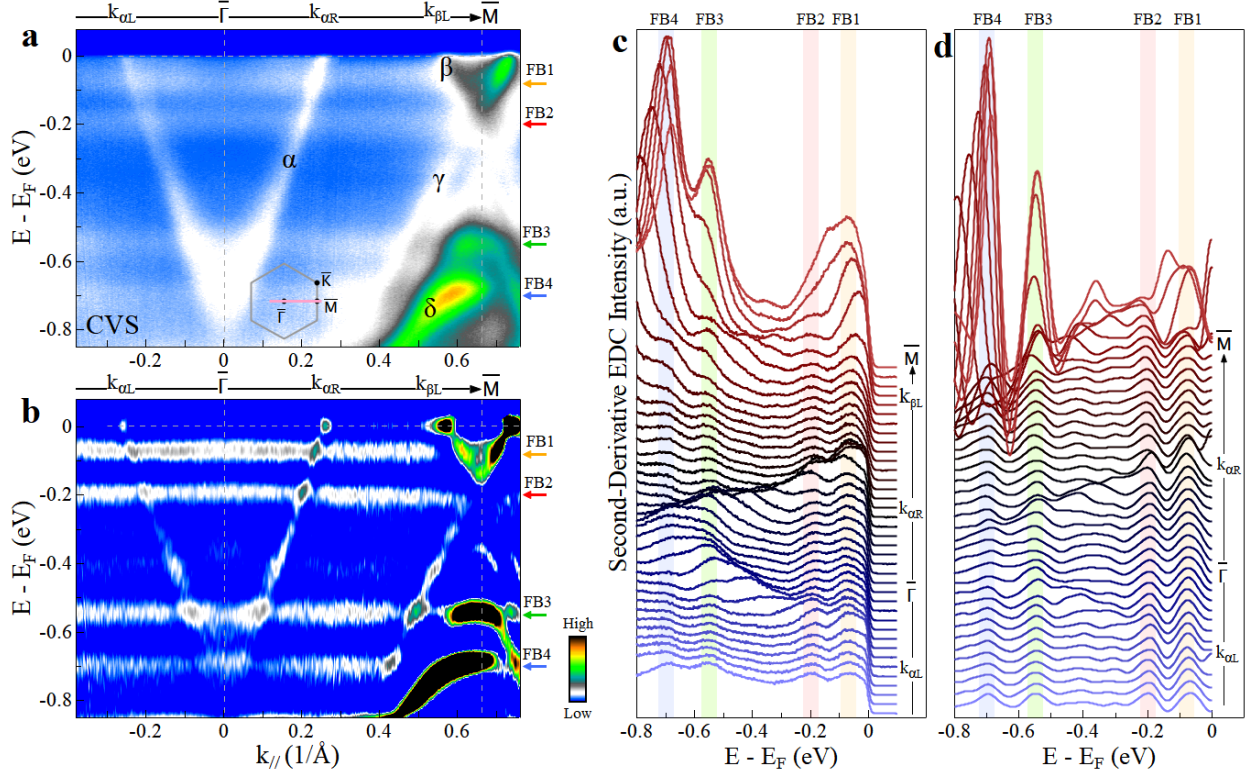 k_αL Γ̅ k_αR k_βL M̅
a
β
α
γ
δ
FB1
FB2
FB3
FB4
E - E_F (eV)
0
-0.2
-0.4
-0.6
-0.8
CVS
K̅
Γ̅
M̅
-0.2 0 0.2 0.4 0.6
k_αL Γ̅ k_αR k_βL M̅
b
FB1
FB2
FB3
FB4
E - E_F (eV)
0
-0.2
-0.4
-0.6
-0.8
High
Low
-0.2 0 0.2 0.4 0.6
k_// (1/Å)
c
FB4 FB3 FB2 FB1
Second-Derivative EDC Intensity (a.u.)
M̅
k_βL
k_αR
Γ̅
k_αL
-0.8 -0.6 -0.4 -0.2 0
E - E_F (eV)
d
FB4 FB3 FB2 FB1
M̅
k_αR
Γ̅
k_αL
-0.8 -0.6 -0.4 -0.2 0
E - E_F (eV)